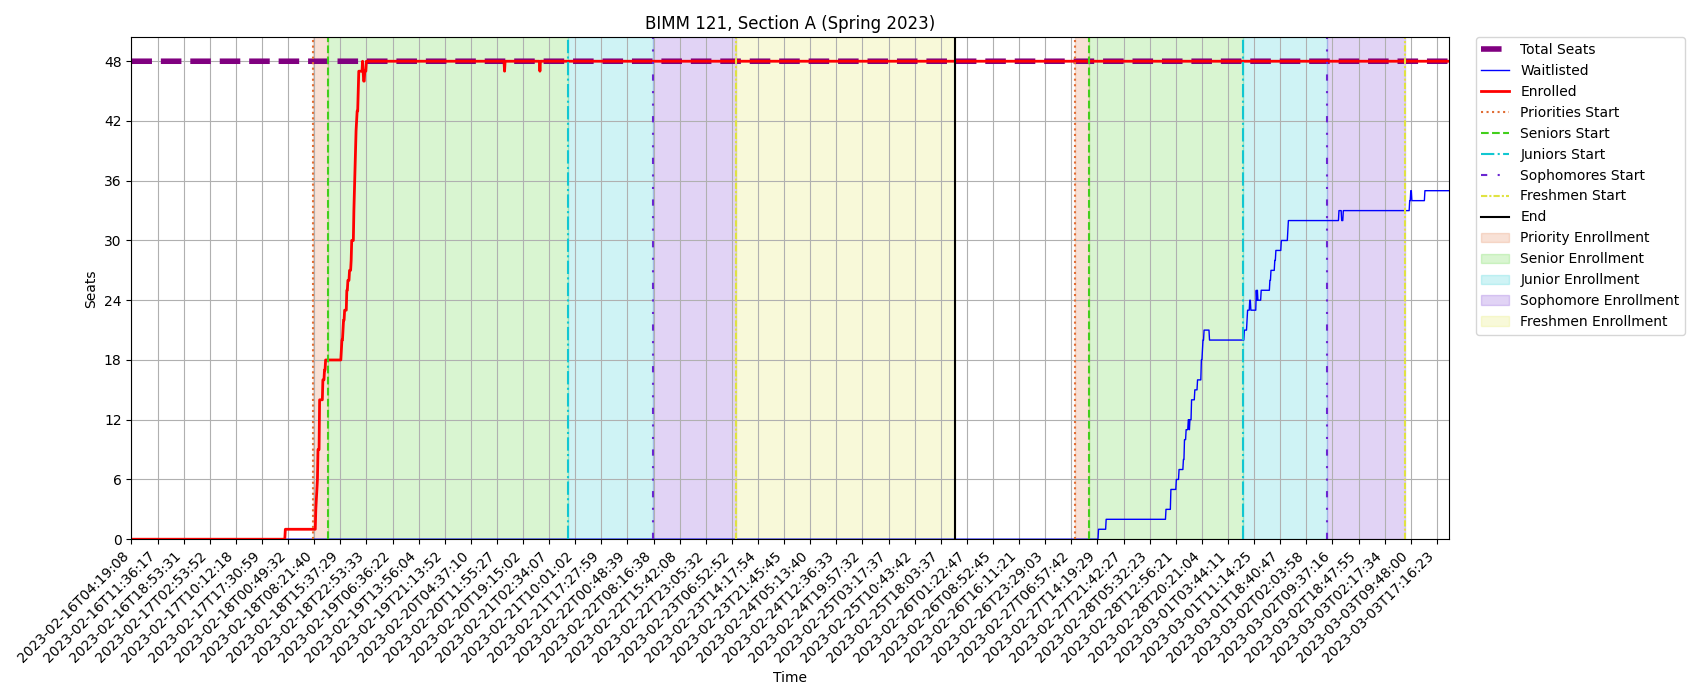 BIMM 121, Section A (Spring 2023)
Seats
48
42
36
30
24
18
12
6
0
2023-02-16T04:19:08
2023-02-16T11:36:17
2023-02-16T18:53:31
2023-02-17T02:53:52
2023-02-17T10:12:18
2023-02-17T17:30:59
2023-02-18T00:49:32
2023-02-18T08:21:40
2023-02-18T15:37:29
2023-02-18T22:53:33
2023-02-19T06:36:22
2023-02-19T13:56:04
2023-02-19T21:13:52
2023-02-20T04:37:10
2023-02-20T11:55:27
2023-02-20T19:15:02
2023-02-21T02:34:07
2023-02-21T10:01:02
2023-02-21T17:27:59
2023-02-22T00:48:39
2023-02-22T08:16:38
2023-02-22T15:42:08
2023-02-22T23:05:32
2023-02-23T06:52:52
2023-02-23T14:17:54
2023-02-23T21:45:45
2023-02-24T05:13:40
2023-02-24T12:36:33
2023-02-24T19:57:32
2023-02-25T03:17:37
2023-02-25T10:43:42
2023-02-25T18:03:37
2023-02-26T01:22:47
2023-02-26T08:52:45
2023-02-26T16:11:21
2023-02-26T23:29:03
2023-02-27T06:57:42
2023-02-27T14:19:29
2023-02-27T21:42:27
2023-02-28T05:32:23
2023-02-28T12:56:21
2023-02-28T20:21:04
2023-03-01T03:44:11
2023-03-01T11:14:25
2023-03-01T18:40:47
2023-03-02T02:03:58
2023-03-02T09:37:16
2023-03-02T18:47:55
2023-03-03T02:17:34
2023-03-03T09:48:00
2023-03-03T17:16:23
Time
Total Seats
Waitlisted
Enrolled
Priorities Start
Seniors Start
Juniors Start
Sophomores Start
Freshmen Start
End
Priority Enrollment
Senior Enrollment
Junior Enrollment
Sophomore Enrollment
Freshmen Enrollment